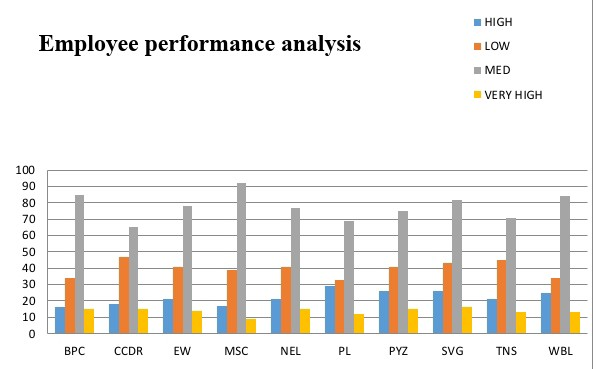 Employee performance analysis
HIGH
LOW
MED
VERY HIGH
100
90
80
70
60
50
40
30
20
10
0
BPC CCDR EW MSC NEL PL PYZ SVG TNS WBL